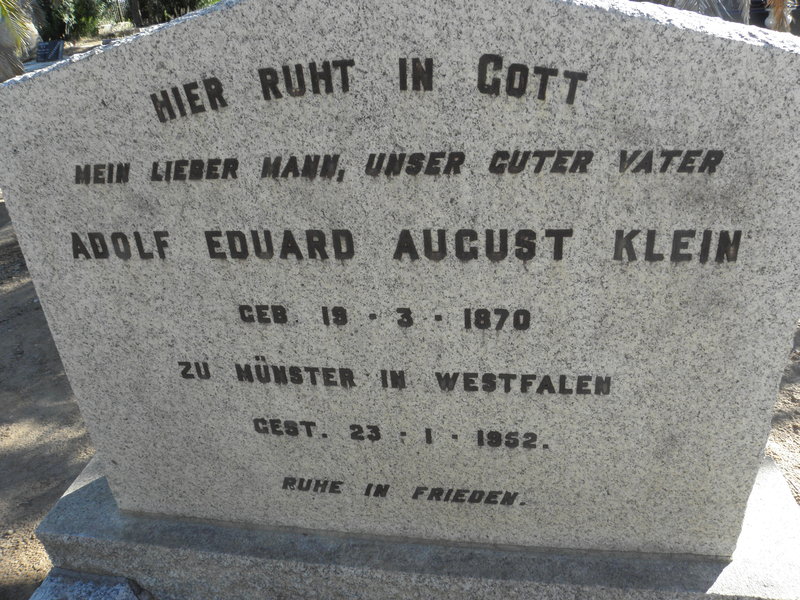 HIER RUHT IN GOTT
MEIN LIEBER MANN, UNSER GUTER VATER
ADOLF EDUARD AUGUST KLEIN
GEB. 19 - 3 - 1870
ZU MÜNSTER IN WESTFALEN
GEST. 23 - 1 - 1952.
RUHE IN FRIEDEN.